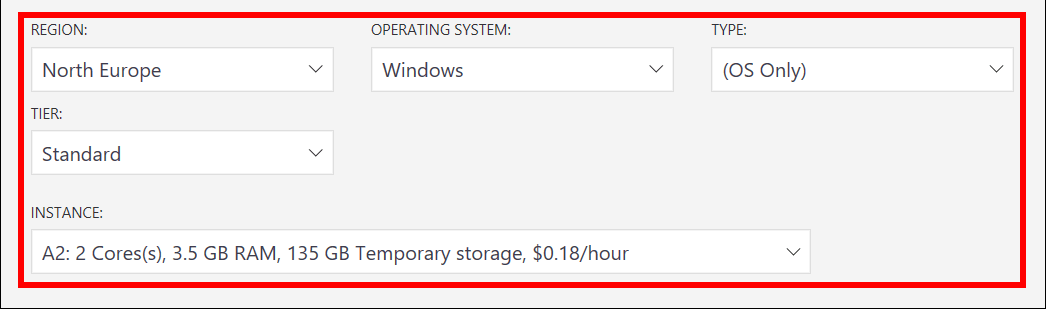 REGION: OPERATING SYSTEM: TYPE:
North Europe Windows (OS Only)
TIER:
Standard
INSTANCE:
A2: 2 Cores(s), 3.5 GB RAM, 135 GB Temporary storage, $0.18/hour